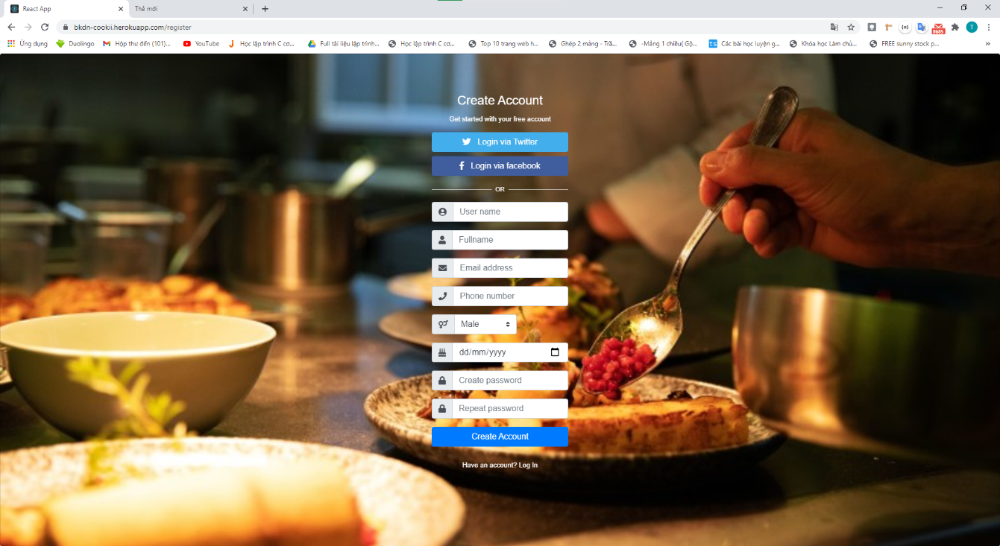 React App
Thẻ mới
bkdn-cookii.herokuapp.com/register
9685
T
Ứng dụng
Duolingo
Hộp thư đến (101)...
YouTube
Học lập trình C cơ...
Full tài liệu lập trình...
Học lập trình C cơ...
Top 10 trang web h...
Ghép 2 mảng - Trầ...
-Mảng 1 chiều( Gộ...
ts
Các bài học luyện g...
Khóa học Làm chủ...
FREE sunny stock p...
»
Create Account
Get started with your free account
Login via Twitter
Login via facebook
OR
User name
Fullname
Email address
Phone number
Male
dd/mm/yyyy
Create password
Repeat password
Create Account
Have an account? Log In